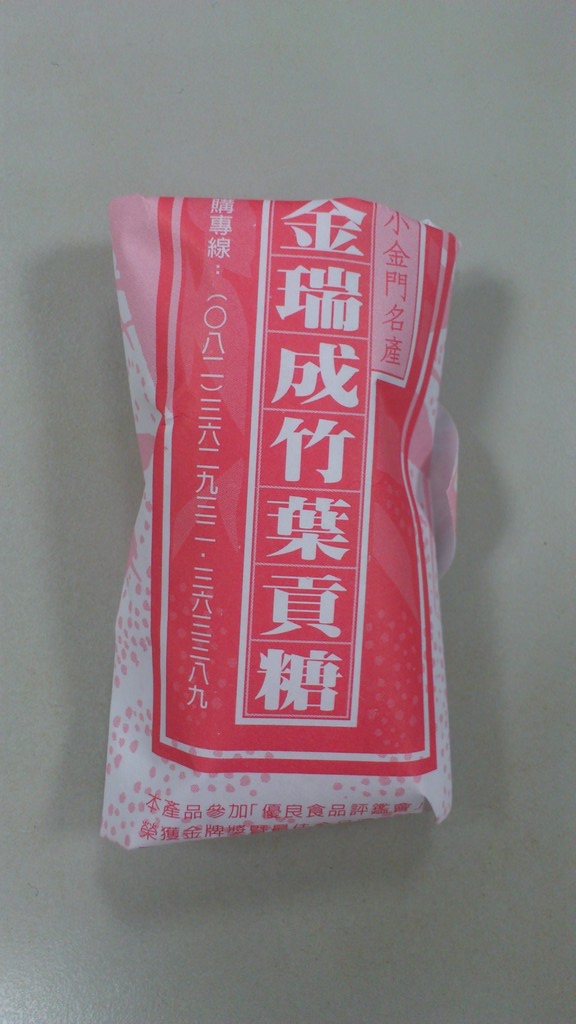 小金門名產
金瑞成竹葉貢糖
購專線：（〇八二）三六二九三二．三六三三八九
本產品參加「優良食品評鑑會
榮獲金牌獎